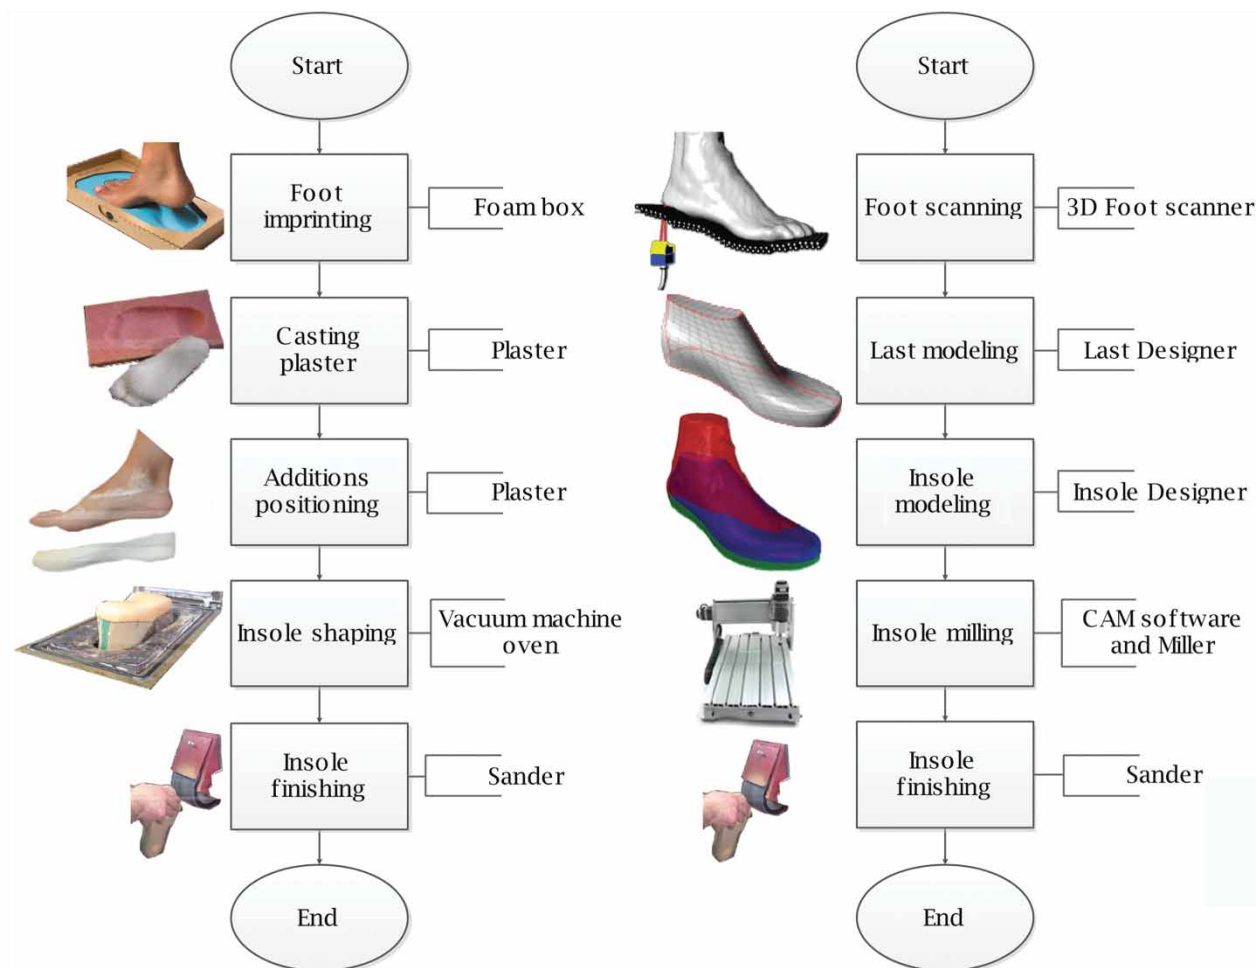 Start
Foot
imprinting
Foam box
Casting
plaster
Plaster
Additions
positioning
Plaster
Insole shaping
Vacuum machine
oven
Insole
finishing
Sander
End
Start
Foot scanning
3D Foot scanner
Last modeling
Last Designer
Insole
modeling
Insole Designer
Insole milling
CAM software
and Miller
Insole
finishing
Sander
End